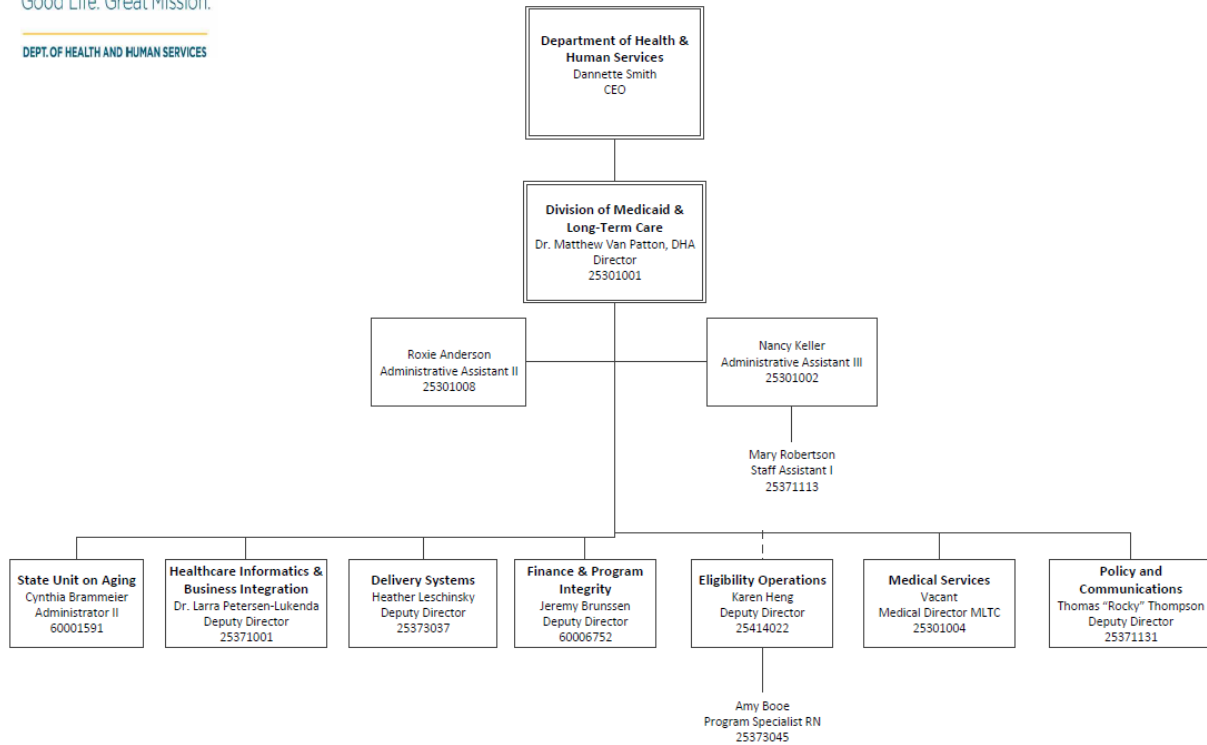 Good Life. Great Mission.
DEPT. OF HEALTH AND HUMAN SERVICES
Department of Health &
Human Services
Dannette Smith
CEO
Division of Medicaid &
Long-Term Care
Dr. Matthew Van Patton, DHA
Director
25301001
Roxie Anderson
Administrative Assistant II
25301008
Nancy Keller
Administrative Assistant III
25301002
Mary Robertson
Staff Assistant I
25371113
State Unit on Aging
Cynthia Brammeier
Administrator II
60001591
Healthcare Informatics &
Business Integration
Dr. Larra Petersen-Lukenda
Deputy Director
25371001
Delivery Systems
Heather Leschinsky
Deputy Director
25373037
Finance & Program
Integrity
Jeremy Brunssen
Deputy Director
60006752
Eligibility Operations
Karen Heng
Deputy Director
25414022
Medical Services
Vacant
Medical Director MLTC
25301004
Policy and
Communications
Thomas “Rocky” Thompson
Deputy Director
25371131
Amy Booe
Program Specialist RN
25373045